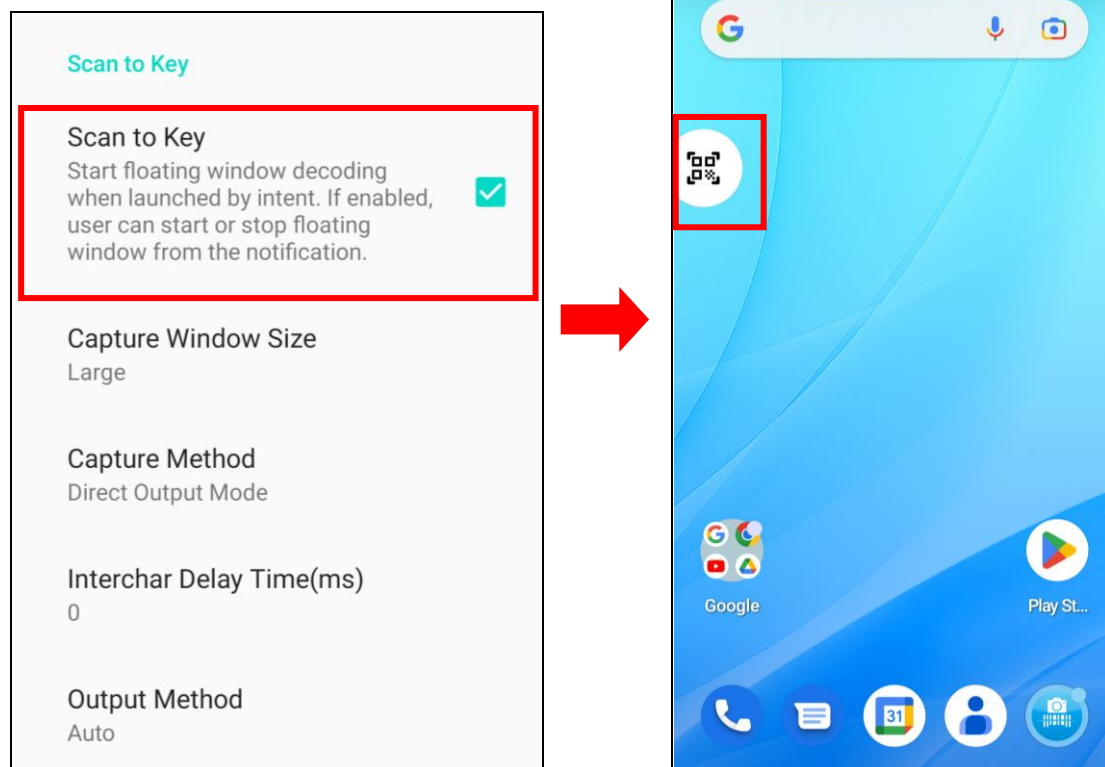 Scan to Key
Scan to Key
Start floating window decoding
when launched by intent. If enabled,
user can start or stop floating
window from the notification.
Capture Window Size
Large
Capture Method
Direct Output Mode
Interchar Delay Time(ms)
0
Output Method
Auto
G
G
Google
Play St...
31